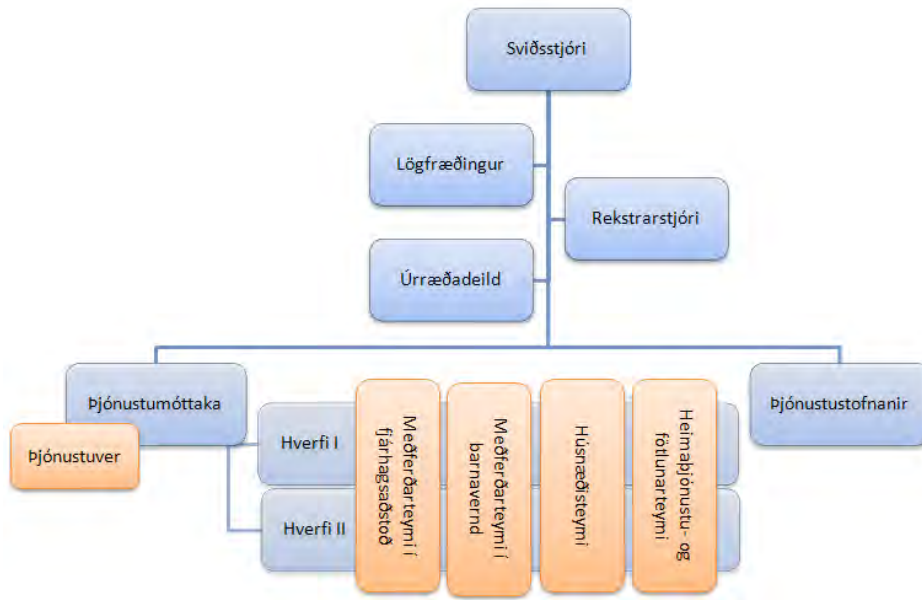 Sviðsstjóri
Lögfræðingur
Rekstrarstjóri
Úrræðadeild
Þjónustumóttaka
Þjónustustofnanir
Þjónustuver
Hverfi I
Hverfi II
Meðferðarteymi í
fjárhagsaðstoð
Meðferðarteymi í
barnavernd
Húsnæðisteymi
Heimaþjónustu- og
fötlunarteymi